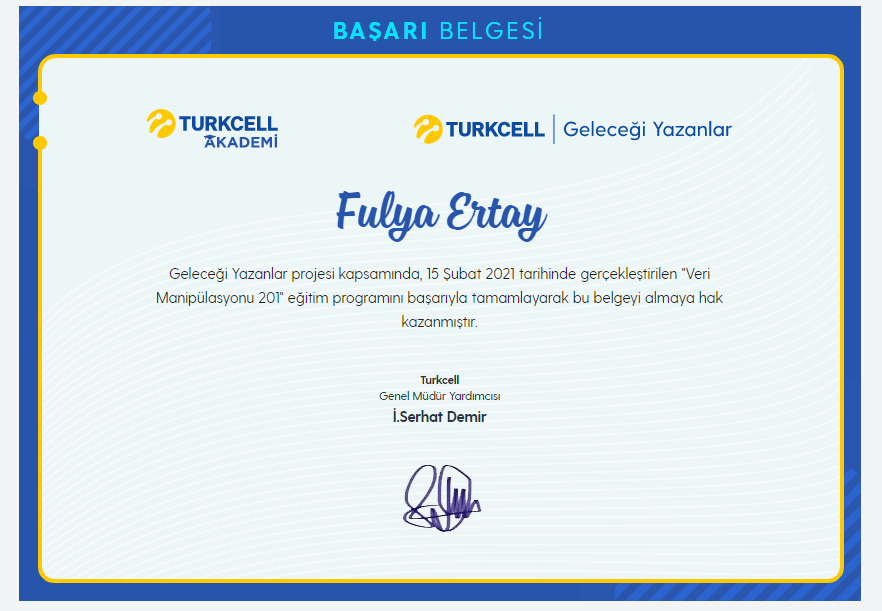 BAŞARI BELGESİ
TURKCELL
AKADEMİ
TURKCELL | Geleceği Yazanlar
Fulya Ertay
Geleceği Yazanlar projesi kapsamında, 15 Şubat 2021 tarihinde gerçekleştirilen "Veri
Manipülasyonu 201" eğitim programını başarıyla tamamlayarak bu belgeyi almaya hak
kazanmıştır.
Turkcell
Genel Müdür Yardımcısı
İ.Serhat Demir